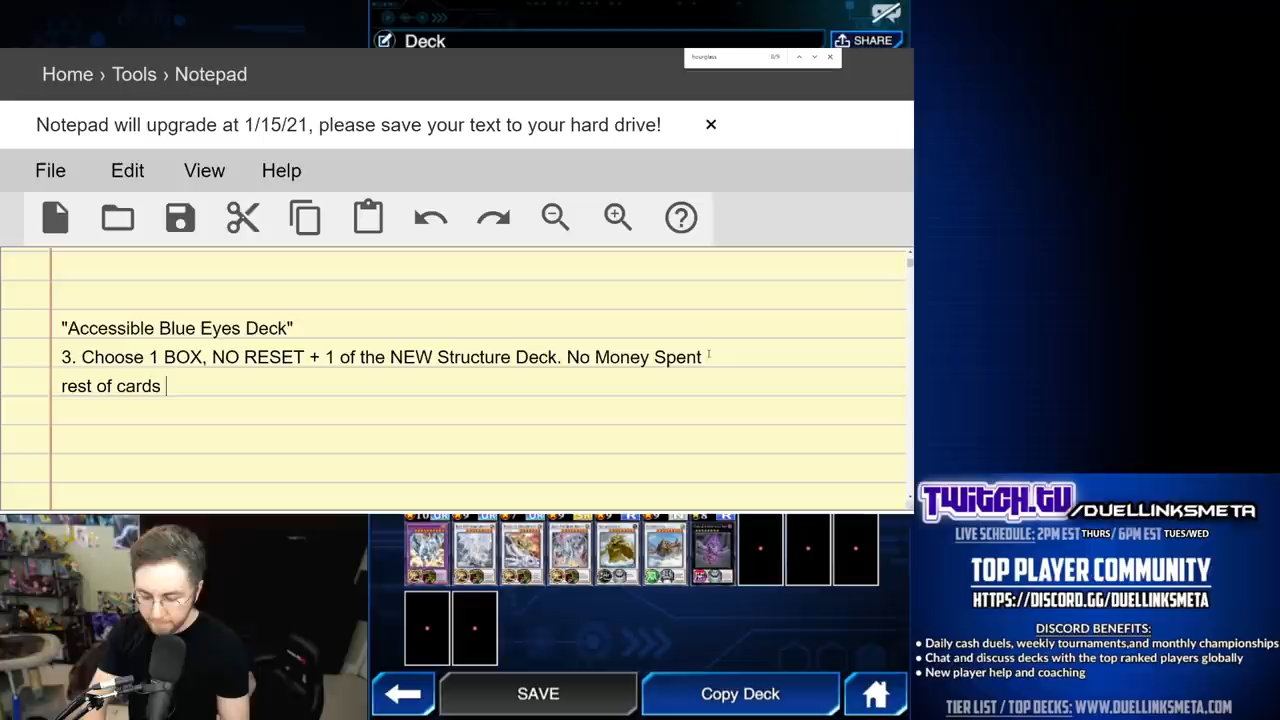 Deck
SHARE
hourglass 0/9
Home › Tools › Notepad
Notepad will upgrade at 1/15/21, please save your text to your hard drive! ×
File Edit View Help
"Accessible Blue Eyes Deck"
3. Choose 1 BOX, NO RESET + 1 of the NEW Structure Deck. No Money Spent
rest of cards
TWITCH.TV/DUELLINKSMETA
LIVE SCHEDULE: 2PM EST THURS/ 6PM EST TUES/WED
TOP PLAYER COMMUNITY
HTTPS://DISCORD.GG/DUELLINKSMETA
DISCORD BENEFITS:
• Daily cash duels, weekly tournaments,and monthly championships
• Chat and discuss decks with the top ranked players globally
• New player help and coaching
TIER LIST / TOP DECKS: WWW.DUELLINKSMETA.COM
SAVE
Copy Deck